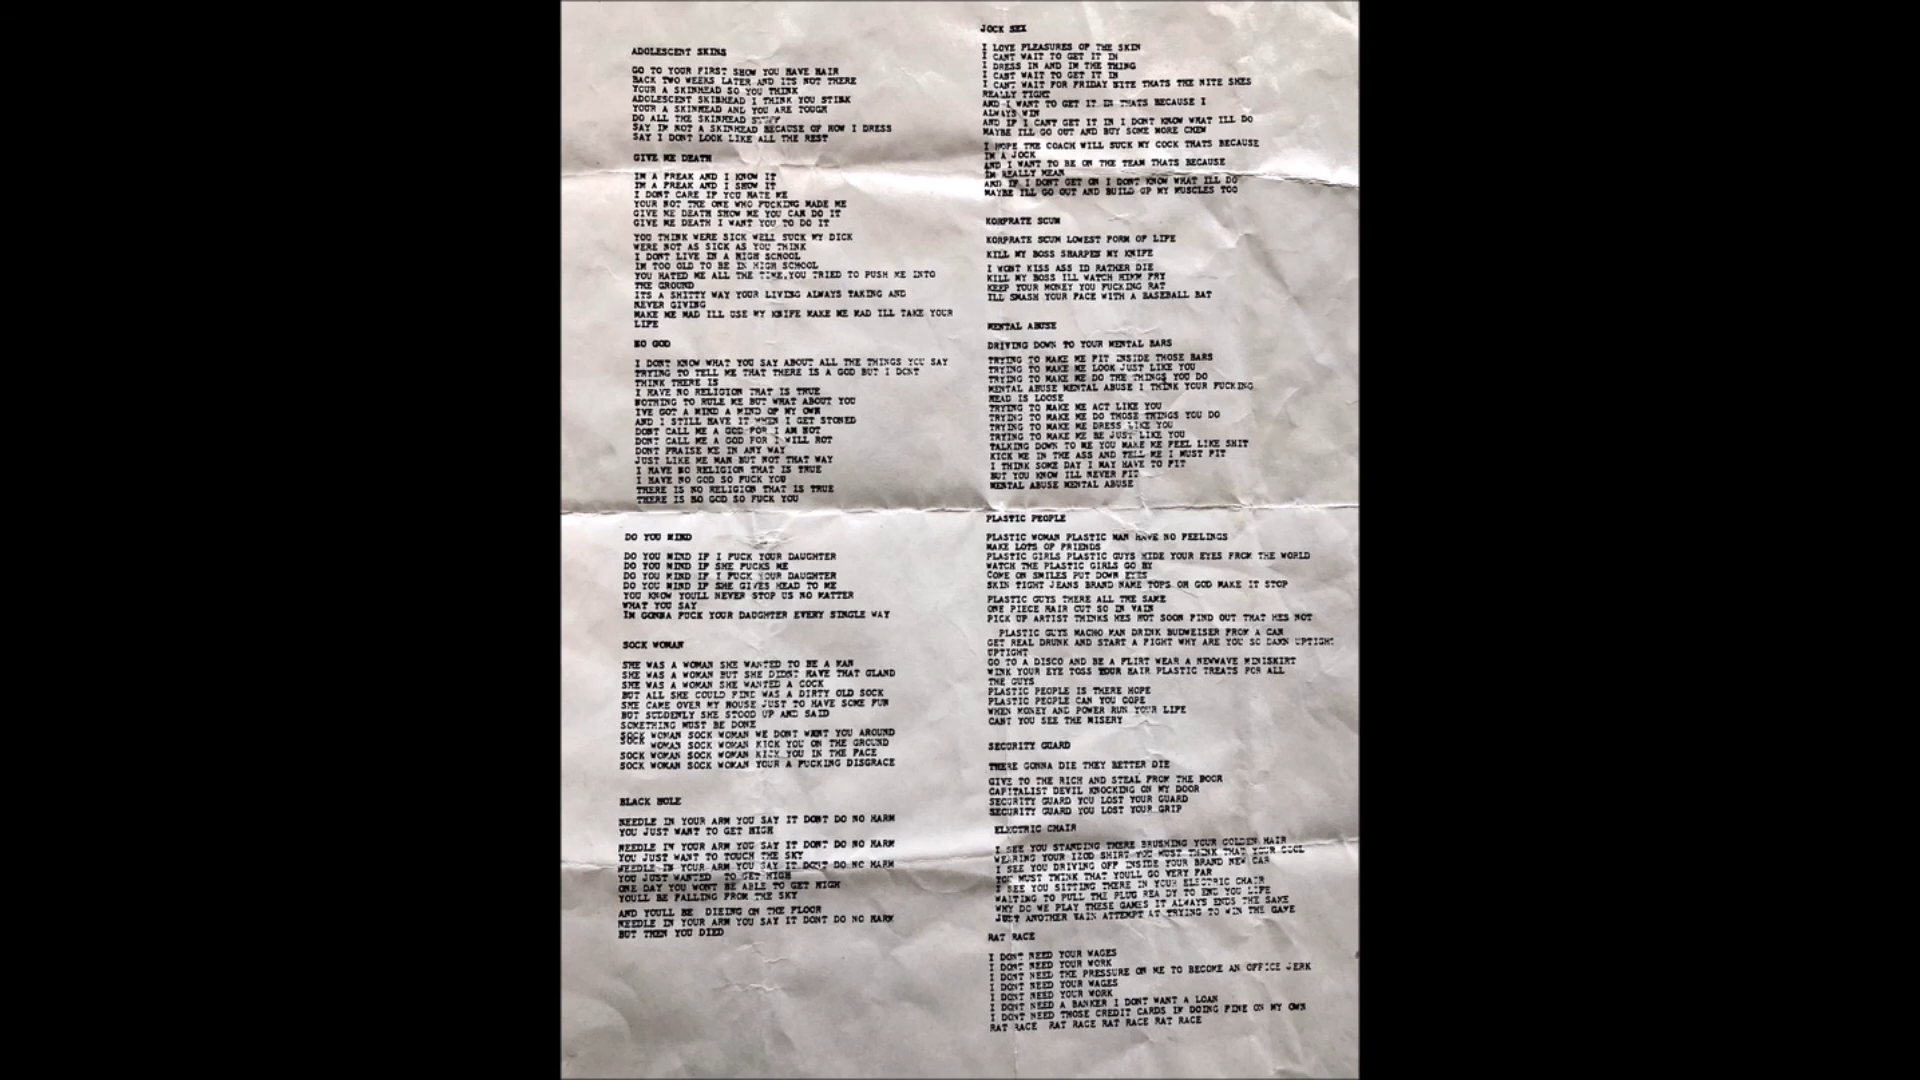 ADOLESCENT SKINS
GO TO YOUR FIRST SHOW YOU HAVE HAIR
BACK TWO WEEKS LATER AND ITS NOT THERE
YOUR A SKINHEAD SO YOU THINK
ADOLESCENT SKINHEAD I THINK YOU STINK
YOUR A SKINHEAD AND YOU ARE TOUGH
DO ALL THE SKINHEAD STUFF
SAY IM NOT A SKINHEAD BECAUSE OF HOW I DRESS
SAY I DONT LOOK LIKE ALL THE REST
GIVE ME DEATH
IM A FREAK AND I KNOW IT
IM A FREAK AND I SHOW IT
I DONT CARE IF YOU HATE ME
YOUR NOT THE ONE WHO FUCKING MADE ME
GIVE ME DEATH SHOW ME YOU CAN DO IT
GIVE ME DEATH I WANT YOU TO DO IT
YOU THINK WERE SICK WELL SUCK MY DICK
WERE NOT AS SICK AS YOU THINK
I DONT LIVE IN A HIGH SCHOOL
IM TOO OLD TO BE IN HIGH SCHOOL
YOU HATED ME ALL THE TIME,YOU TRIED TO PUSH ME INTO
THE GROUND
ITS A SHITTY WAY YOUR LIVING ALWAYS TAKING AND
NEVER GIVING
MAKE ME MAD ILL USE MY KNIFE MAKE ME MAD ILL TAKE YOUR
LIFE
NO GOD
I DONT KNOW WHAT YOU SAY ABOUT ALL THE THINGS YOU SAY
TRYING TO TELL ME THAT THERE IS A GOD BUT I DONT
THINK THERE IS
I HAVE NO RELIGION THAT IS TRUE
NOTHING TO RULE ME BUT WHAT ABOUT YOU
IVE GOT A MIND A MIND OF MY OWN
AND I STILL HAVE IT WHEN I GET STONED
DONT CALL ME A GOD FOR I AM NOT
DONT CALL ME A GOD FOR I WILL ROT
DONT PRAISE ME IN ANY WAY
JUST LIKE ME MAN BUT NOT THAT WAY
I HAVE NO RELIGION THAT IS TRUE
I HAVE NO GOD SO FUCK YOU
THERE IS NO RELIGION THAT IS TRUE
THERE IS NO GOD SO FUCK YOU
DO YOU MIND
DO YOU MIND IF I FUCK YOUR DAUGHTER
DO YOU MIND IF SHE FUCKS ME
DO YOU MIND IF I FUCK YOUR DAUGHTER
DO YOU MIND IF SHE GIVES HEAD TO ME
YOU KNOW YOULL NEVER STOP US NO MATTER
WHAT YOU SAY
IM GONNA FUCK YOUR DAUGHTER EVERY SINGLE WAY
SOCK WOMAN
SHE WAS A WOMAN SHE WANTED TO BE A MAN
SHE WAS A WOMAN BUT SHE DIDNT HAVE THAT GLAND
SHE WAS A WOMAN SHE WANTED A COCK
BUT ALL SHE COULD FIND WAS A DIRTY OLD SOCK
SHE CAME OVER MY HOUSE JUST TO HAVE SOME FUN
BUT SUDDENLY SHE STOOD UP AND SAID
SOMETHING MUST BE DONE
SOCK WOMAN SOCK WOMAN WE DONT WANT YOU AROUND
SOCK WOMAN SOCK WOMAN KICK YOU ON THE GROUND
SOCK WOMAN SOCK WOMAN KICK YOU IN THE FACE
SOCK WOMAN SOCK WOMAN YOUR A FUCKING DISGRACE
BLACK HOLE
NEEDLE IN YOUR ARM YOU SAY IT DONT DO NO HARM
YOU JUST WANT TO GET HIGH
NEEDLE IN YOUR ARM YOU SAY IT DONT DO NO HARM
YOU JUST WANT TO TOUCH THE SKY
NEEDLE IN YOUR ARM YOU SAY IT DONT DO NO HARM
YOU JUST WANTED TO GET HIGH
ONE DAY YOU WONT BE ABLE TO GET HIGH
YOULL BE FALLING FROM THE SKY
AND YOULL BE DIEING ON THE FLOOR
NEEDLE IN YOUR ARM YOU SAY IT DONT DO NO HARM
BUT THEN YOU DIED
JOCK SEX
I LOVE PLEASURES OF THE SKIN
I CANT WAIT TO GET IT IN
I DRESS IN AND IM THE THING
I CANT WAIT TO GET IT IN
I CANT WAIT FOR FRIDAY NITE THATS THE NITE SHES
REALLY TIGHT
AND I WANT TO GET IT IN THATS BECAUSE I
ALWAYS WIN
AND IF I CANT GET IT IN I DONT KNOW WHAT ILL DO
MAYBE ILL GO OUT AND BUY SOME MORE CHEW
I HOPE THE COACH WILL SUCK MY COCK THATS BECAUSE
IM A JOCK
AND I WANT TO BE ON THE TEAM THATS BECAUSE
IM REALLY MEAN
AND IF I DONT GET ON I DONT KNOW WHAT ILL DO
MAYBE ILL GO OUT AND BUILD UP MY MUSCLES TOO
KORPRATE SCUM
KORPRATE SCUM LOWEST FORM OF LIFE
KILL MY BOSS SHARPEN MY KNIFE
I WONT KISS ASS ID RATHER DIE
KILL MY BOSS ILL WATCH HIMM FRY
KEEP YOUR MONEY YOU FUCKING RAT
ILL SMASH YOUR FACE WITH A BASEBALL BAT
MENTAL ABUSE
DRIVING DOWN TO YOUR MENTAL BARS
TRYING TO MAKE ME FIT INSIDE THOSE BARS
TRYING TO MAKE ME LOOK JUST LIKE YOU
TRYING TO MAKE ME DO THE THINGS YOU DO
MENTAL ABUSE MENTAL ABUSE I THINK YOUR FUCKING
HEAD IS LOOSE
TRYING TO MAKE ME ACT LIKE YOU
TRYING TO MAKE ME DO THOSE THINGS YOU DO
TRYING TO MAKE ME DRESS LIKE YOU
TRYING TO MAKE ME BE JUST LIKE YOU
TALKING DOWN TO ME YOU MAKE ME FEEL LIKE SHIT
KICK ME IN THE ASS AND TELL ME I MUST FIT
I THINK SOME DAY I MAY HAVE TO FIT
BUT YOU KNOW ILL NEVER FIT
MENTAL ABUSE MENTAL ABUSE
PLASTIC PEOPLE
PLASTIC WOMAN PLASTIC MAN HAVE NO FEELINGS
MAKE LOTS OF FRIENDS
PLASTIC GIRLS PLASTIC GUYS HIDE YOUR EYES FROM THE WORLD
WATCH THE PLASTIC GIRLS GO BY
COME ON SMILES PUT DOWN EYES
SKIN TIGHT JEANS BRAND NAME TOPS OH GOD MAKE IT STOP
PLASTIC GUYS THERE ALL THE SAME
ONE PIECE HAIR CUT SO IN VAIN
PICK UP ARTIST THINKS HES HOT SOON FIND OUT THAT HES NOT
PLASTIC GUYS MACHO MAN DRINK BUDWEISER FROM A CAN
GET REAL DRUNK AND START A FIGHT WHY ARE YOU SO DAMN UPTIGHT
UPTIGHT
GO TO A DISCO AND BE A FLIRT WEAR A NEWWAVE MINISKIRT
WINK YOUR EYE TOSS YOUR HAIR PLASTIC TREATS FOR ALL
THE GUYS
PLASTIC PEOPLE IS THERE HOPE
PLASTIC PEOPLE CAN YOU COPE
WHEN MONEY AND POWER RUN YOUR LIFE
CANT YOU SEE THE MISERY
SECURITY GUARD
THERE GONNA DIE THEY BETTER DIE
GIVE TO THE RICH AND STEAL FROM THE POOR
CAPITALIST DEVIL KNOCKING ON MY DOOR
SECURITY GUARD YOU LOST YOUR GUARD
SECURITY GUARD YOU LOST YOUR GRIP
ELECTRIC CHAIR
I SEE YOU STANDING THERE BRUSHING YOUR GOLDEN HAIR
WEARING YOUR IZOD SHIRT YOU MUST THINK THAT YOUR COOL
I SEE YOU DRIVING OFF INSIDE YOUR BRAND NEW CAR
YOU MUST THINK THAT YOULL GO VERY FAR
I SEE YOU SITTING THERE IN YOUR ELECTRIC CHAIR
WAITING TO PULL THE PLUG REA DY TO END YOU LIFE
WHY DO WE PLAY THESE GAMES IT ALWAYS ENDS THE SAME
JUST ANOTHER VAIN ATTEMPT AT TRYING TO WIN THE GAME
RAT RACE
I DONT NEED YOUR WAGES
I DONT NEED YOUR WORK
I DONT NEED THE PRESSURE ON ME TO BECOME AN OFFICE JERK
I DONT NEED YOUR WAGES
I DONT NEED YOUR WORK
I DONT NEED A BANKER I DONT WANT A LOAN
I DONT NEED THOSE CREDIT CARDS IM DOING FINE ON MY OWN
RAT RACE RAT RACE RAT RACE RAT RACE